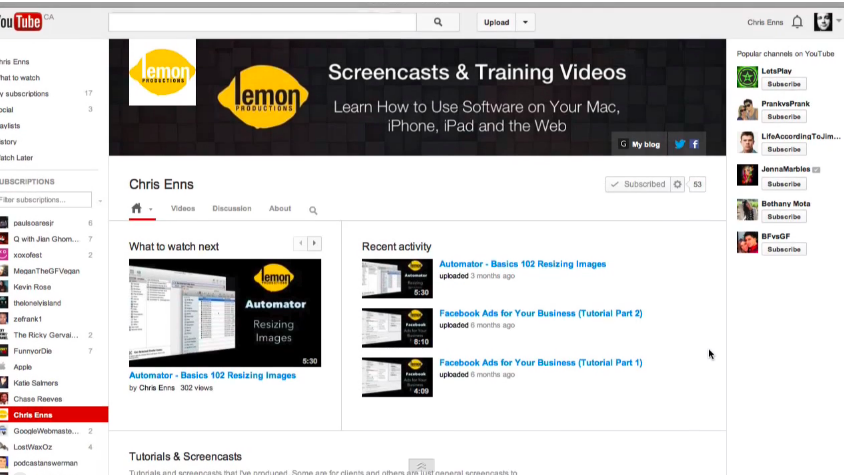 You Tube CA
Upload
Chris Enns
hris Enns
hat to watch
y subscriptions 17
ocial 3
aylists
istory
atch Later
UBSCRIPTIONS
Filter subscriptions...
paulsoaresjr 6
Q with Jian Ghom... 7
xoxofest 2
MeganTheGFVegan
Kevin Rose
thelonelyisland
zefrank1
The Ricky Gervai... 2
FunnyorDie 7
Apple
Katie Salmers
Chase Reeves
Chris Enns
GoogleWebmaste... 2
LostWaxOz 4
podcastanswerman
lemon
PRODUCTIONS
lemon
PRODUCTIONS
Screencasts & Training Videos
Learn How to Use Software on Your Mac,
iPhone, iPad and the Web
G My blog
Chris Enns
Subscribed 53
Videos Discussion About
What to watch next
lemon
PRODUCTIONS
Automator
Resizing
Images
5:30
Automator - Basics 102 Resizing Images
by Chris Enns 302 views
Recent activity
5:30
Automator - Basics 102 Resizing Images
uploaded 3 months ago
8:10
Facebook Ads for Your Business (Tutorial Part 2)
uploaded 6 months ago
4:09
Facebook Ads for Your Business (Tutorial Part 1)
uploaded 6 months ago
Tutorials & Screencasts
Tutorials and screencasts that I've produced. Some are for clients and others are just general screencasts to
Popular channels on YouTube
LetsPlay
Subscribe
PrankvsPrank
Subscribe
LifeAccordingToJim...
Subscribe
JennaMarbles
Subscribe
Bethany Mota
Subscribe
BFvsGF
Subscribe